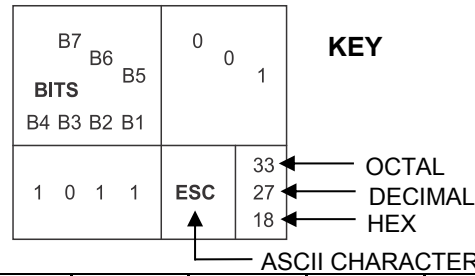 B7 B6 B5
BITS
B4 B3 B2 B1
0 0 1
KEY
1 0 1 1
ESC
33
27
18
OCTAL
DECIMAL
HEX
ASCII CHARACTER